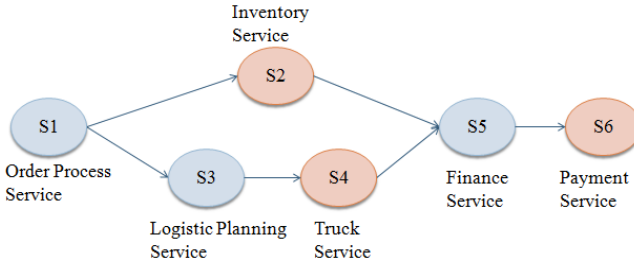 Inventory
Service
S2
S1
S5
S6
Order Process
Service
S3
S4
Finance
Service
Payment
Service
Logistic Planning
Service
Truck
Service